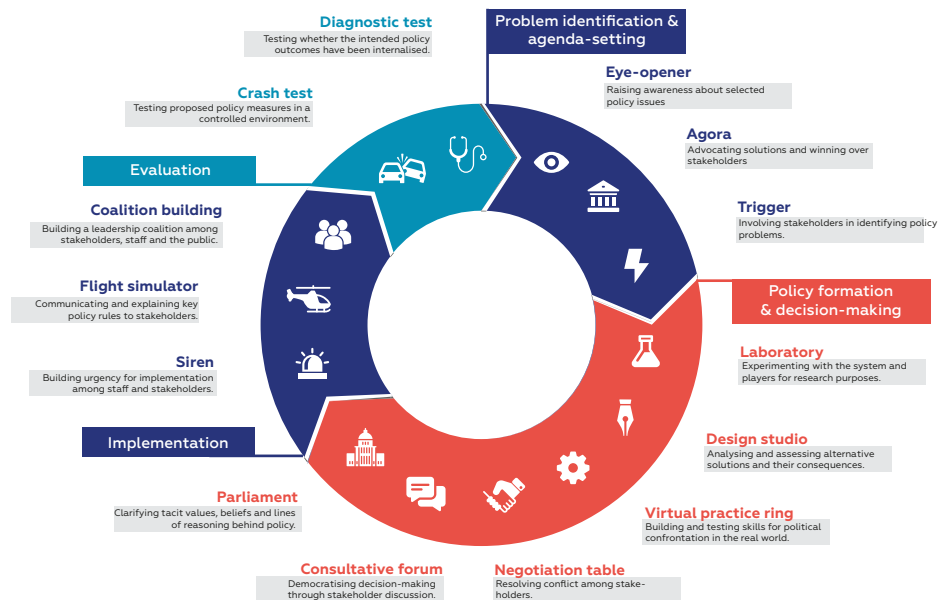 Problem identification &
agenda-setting
Eye-opener
Raising awareness about selected
policy issues
Agora
Advocating solutions and winning over
stakeholders
Trigger
Involving stakeholders in identifying policy
problems.
Policy formation
& decision-making
Laboratory
Experimenting with the system and
players for research purposes.
Design studio
Analysing and assessing alternative
solutions and their consequences.
Virtual practice ring
Building and testing skills for political
confrontation in the real world.
Negotiation table
Resolving conflict among stake-
holders.
Consultative forum
Democratising decision-making
through stakeholder discussion.
Parliament
Clarifying tacit values, beliefs and lines
of reasoning behind policy.
Implementation
Siren
Building urgency for implementation
among staff and stakeholders.
Flight simulator
Communicating and explaining key
policy rules to stakeholders.
Coalition building
Building a leadership coalition among
stakeholders, staff and the public.
Evaluation
Crash test
Testing proposed policy measures in a
controlled environment.
Diagnostic test
Testing whether the intended policy
outcomes have been internalised.